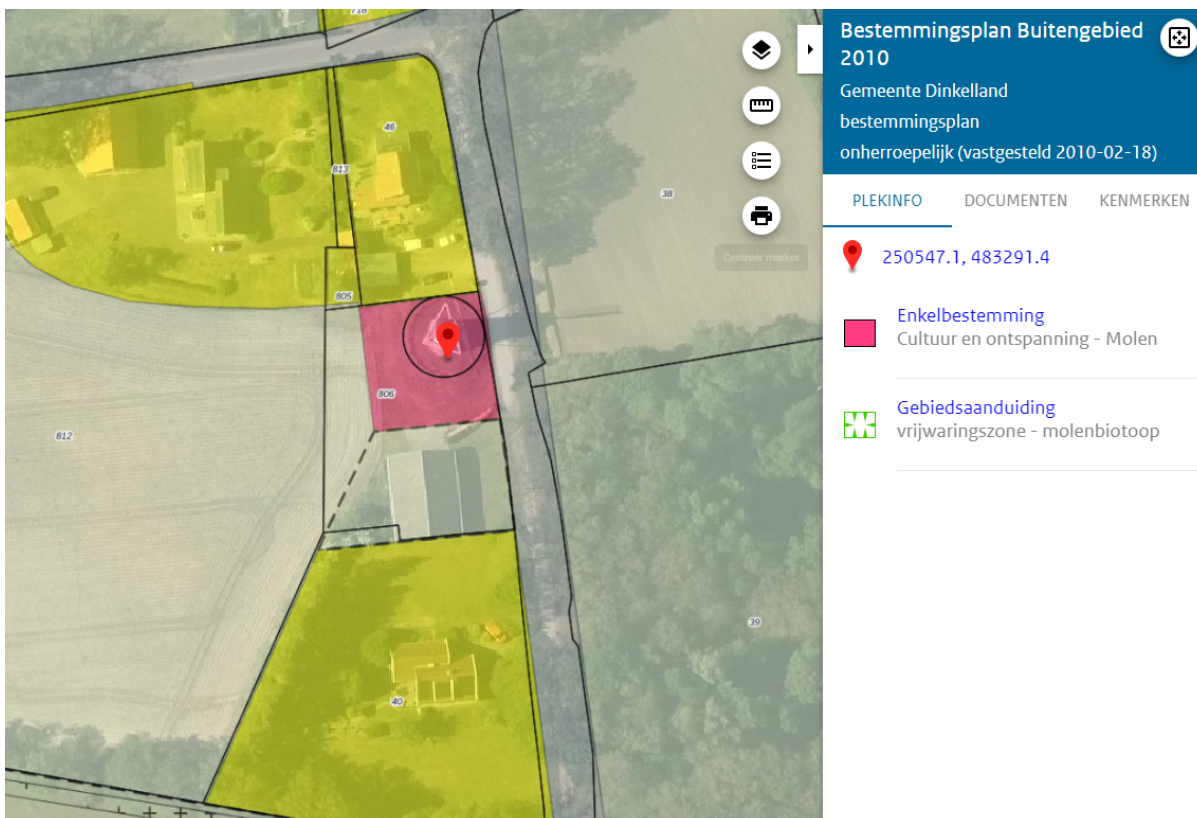 718
46
813
38
Centreer marker
805
806
812
39
40
Bestemmingsplan Buitengebied
2010
Gemeente Dinkelland
bestemmingsplan
onherroepelijk (vastgesteld 2010-02-18)
PLEKINFO DOCUMENTEN KENMERKEN
250547.1, 483291.4
Enkelbestemming
Cultuur en ontspanning - Molen
Gebiedsaanduiding
vrijwaringszone - molenbiotoop